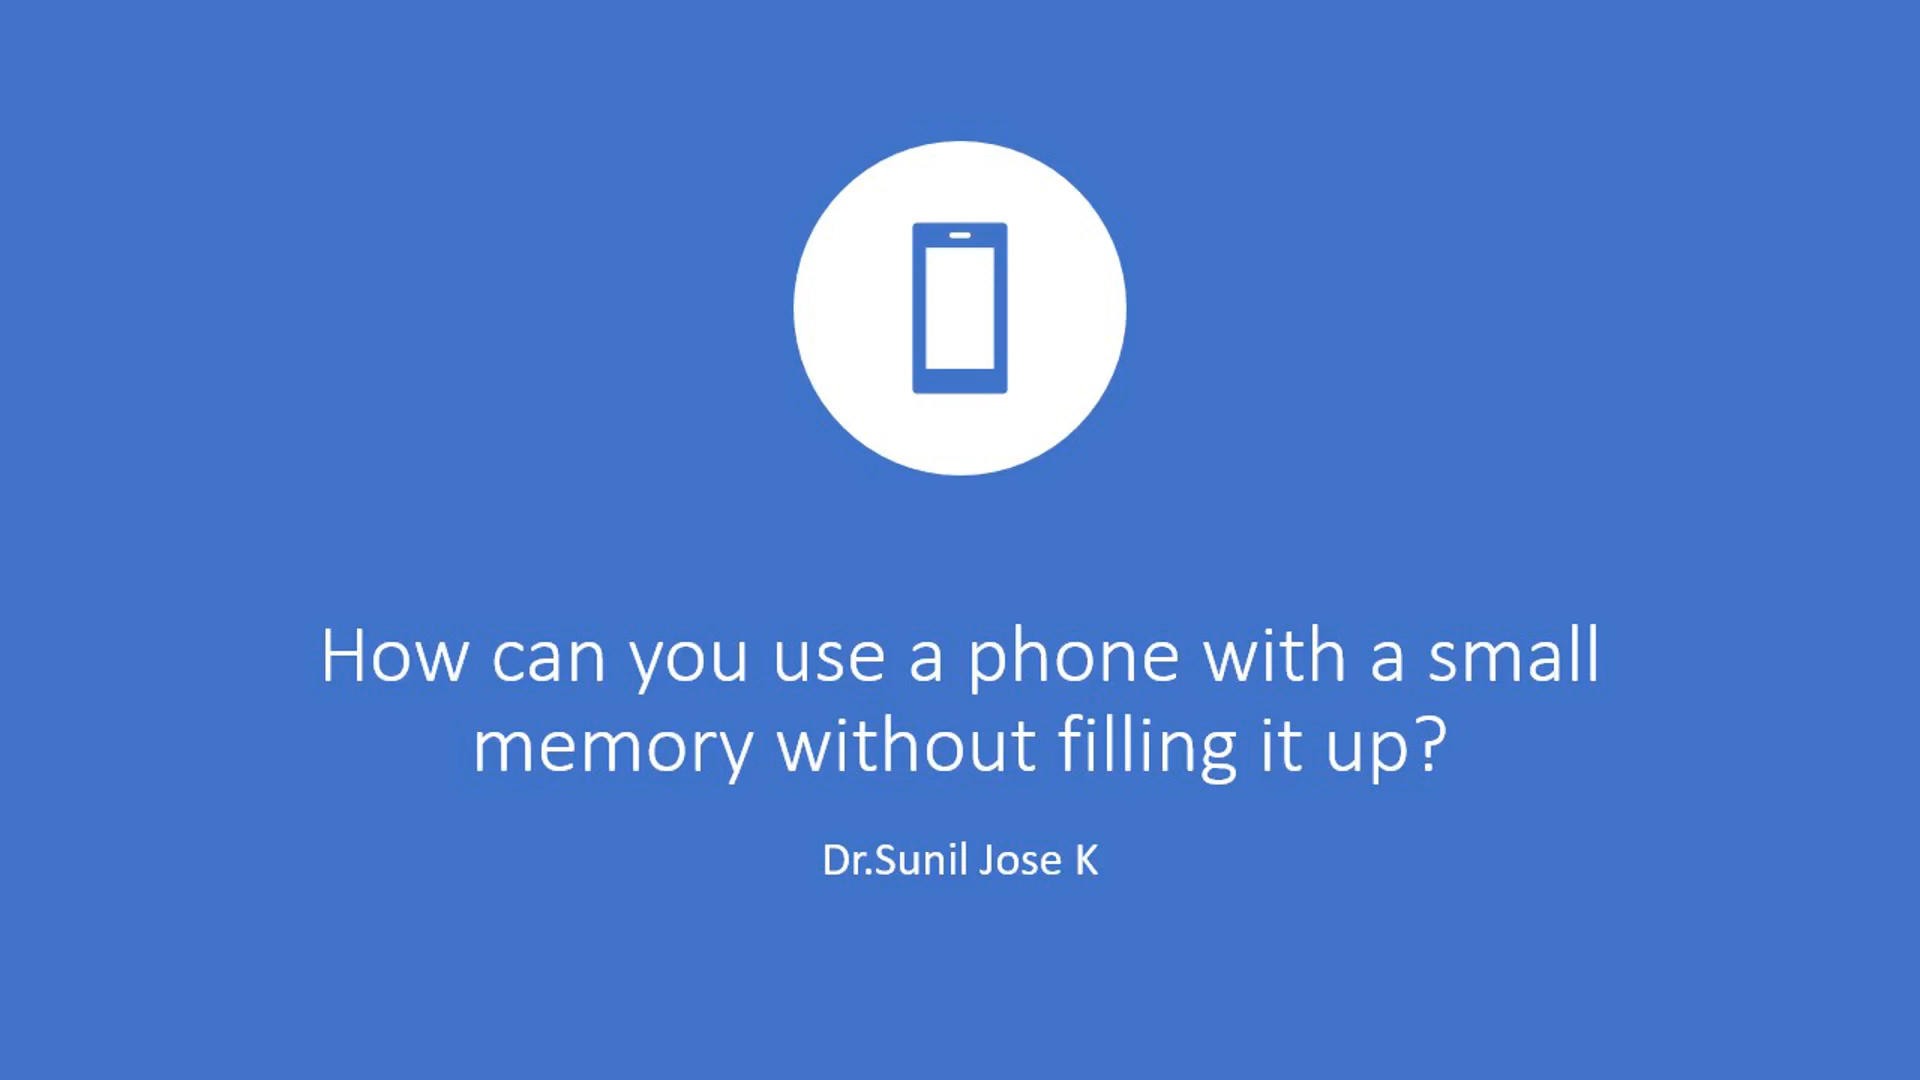 How can you use a phone with a small
memory without filling it up?
Dr.Sunil Jose K